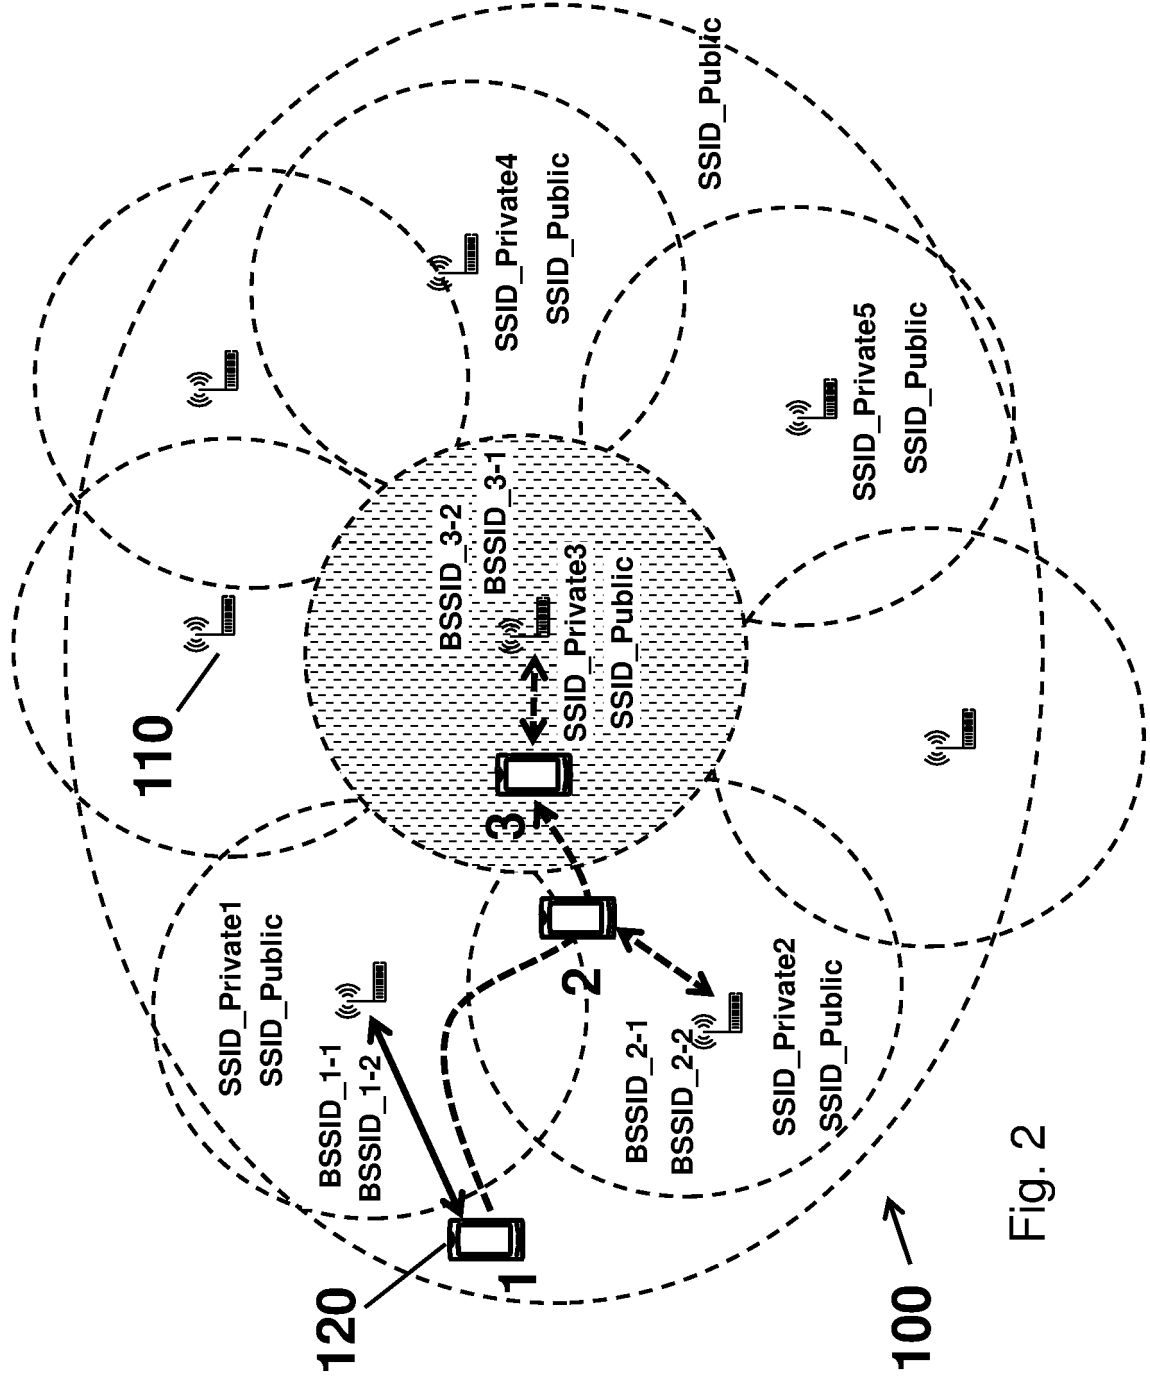 110
SSID_Private1
SSID_Public
BSSID_1-1
BSSID_1-2
120
1
BSSID_3-2
BSSID_3-1
SSID_Private3
SSID_Public
3
SSID_Private4
SSID_Public
SSID_Public
2
BSSID_2-1
BSSID_2-2
SSID_Private2
SSID_Public
SSID_Private5
SSID_Public
100
Fig. 2